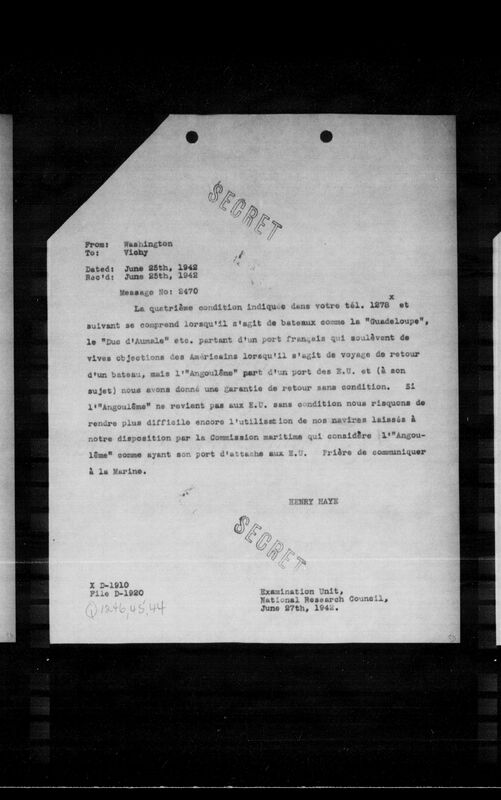 SECRET
From: Washington
To: Vichy
Dated: June 25th, 1942
Rec'd: June 25th, 1942
Message No: 2470
La quatrième condition indiquée dans votre tél. 1278 x et
suivant se comprend lorsqu'il s'agit de bateaux comme la "Guadeloupe",
le "Duc d'Aumale" etc. partant d'un port français qui soulèvent de
vives objections des Américains lorsqu'il s'agit de voyage de retour
d'un bateau, mais l'"Angoulême" part d'un port des E.U. et (à son
sujet) nous avons donné une garantie de retour sans condition. Si
l'"Angoulême" ne revient pas aux E.U. sans condition nous risquons de
rendre plus difficile encore l'utilisation de nos navires laissés à
notre disposition par la Commission maritime qui considère l'"Angou-
lême" comme ayant son port d'attache aux E.U. Prière de communiquer
à la Marine.
HENRY HAYE
SECRET
X D-1910
File D-1920
Examination Unit,
National Research Council,
June 27th, 1942.